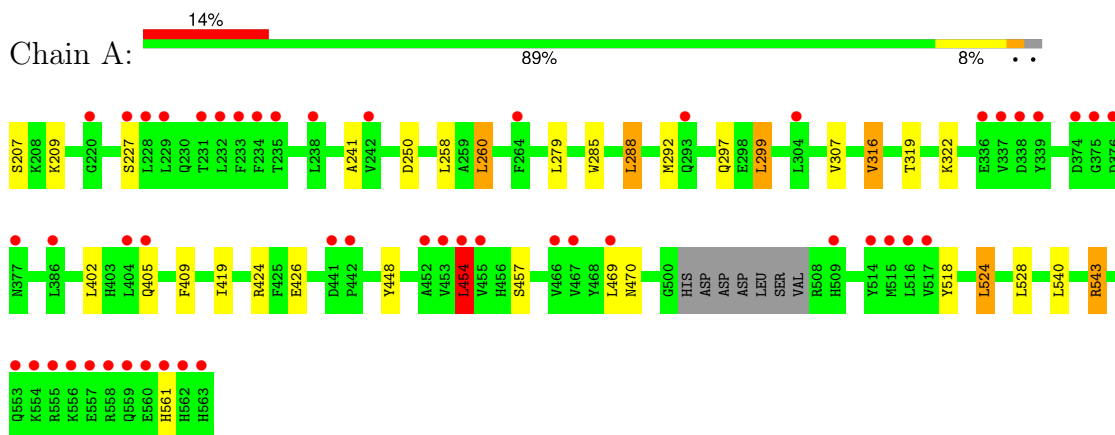 14%
Chain A:
89% 8% • •
S207 K208 K209 G220 S227 L228 L229 Q230 T231 L232 F233 F234 T235 L238 A241 V242 D250 L258 A259 L260 F264 L279 W285 L288 M292 Q293 Q297 E298 L299 L304 V307 V316 T319 K322 E336 V337 D338 Y339 D374 G375 D376
N377 L386 L402 H403 L404 Q405 F409 I419 R424 F425 E426 D441 P442 Y448 A452 V453 L454 V455 H456 S457 V466 V467 Y468 L469 N470 G500 HIS ASP ASP ASP LEU SER VAL R508 H509 Y514 M515 L516 V517 Y518 L524 L528 L540 R543
Q553 K554 R555 K556 E557 R558 Q559 E560 H561 H562 H563